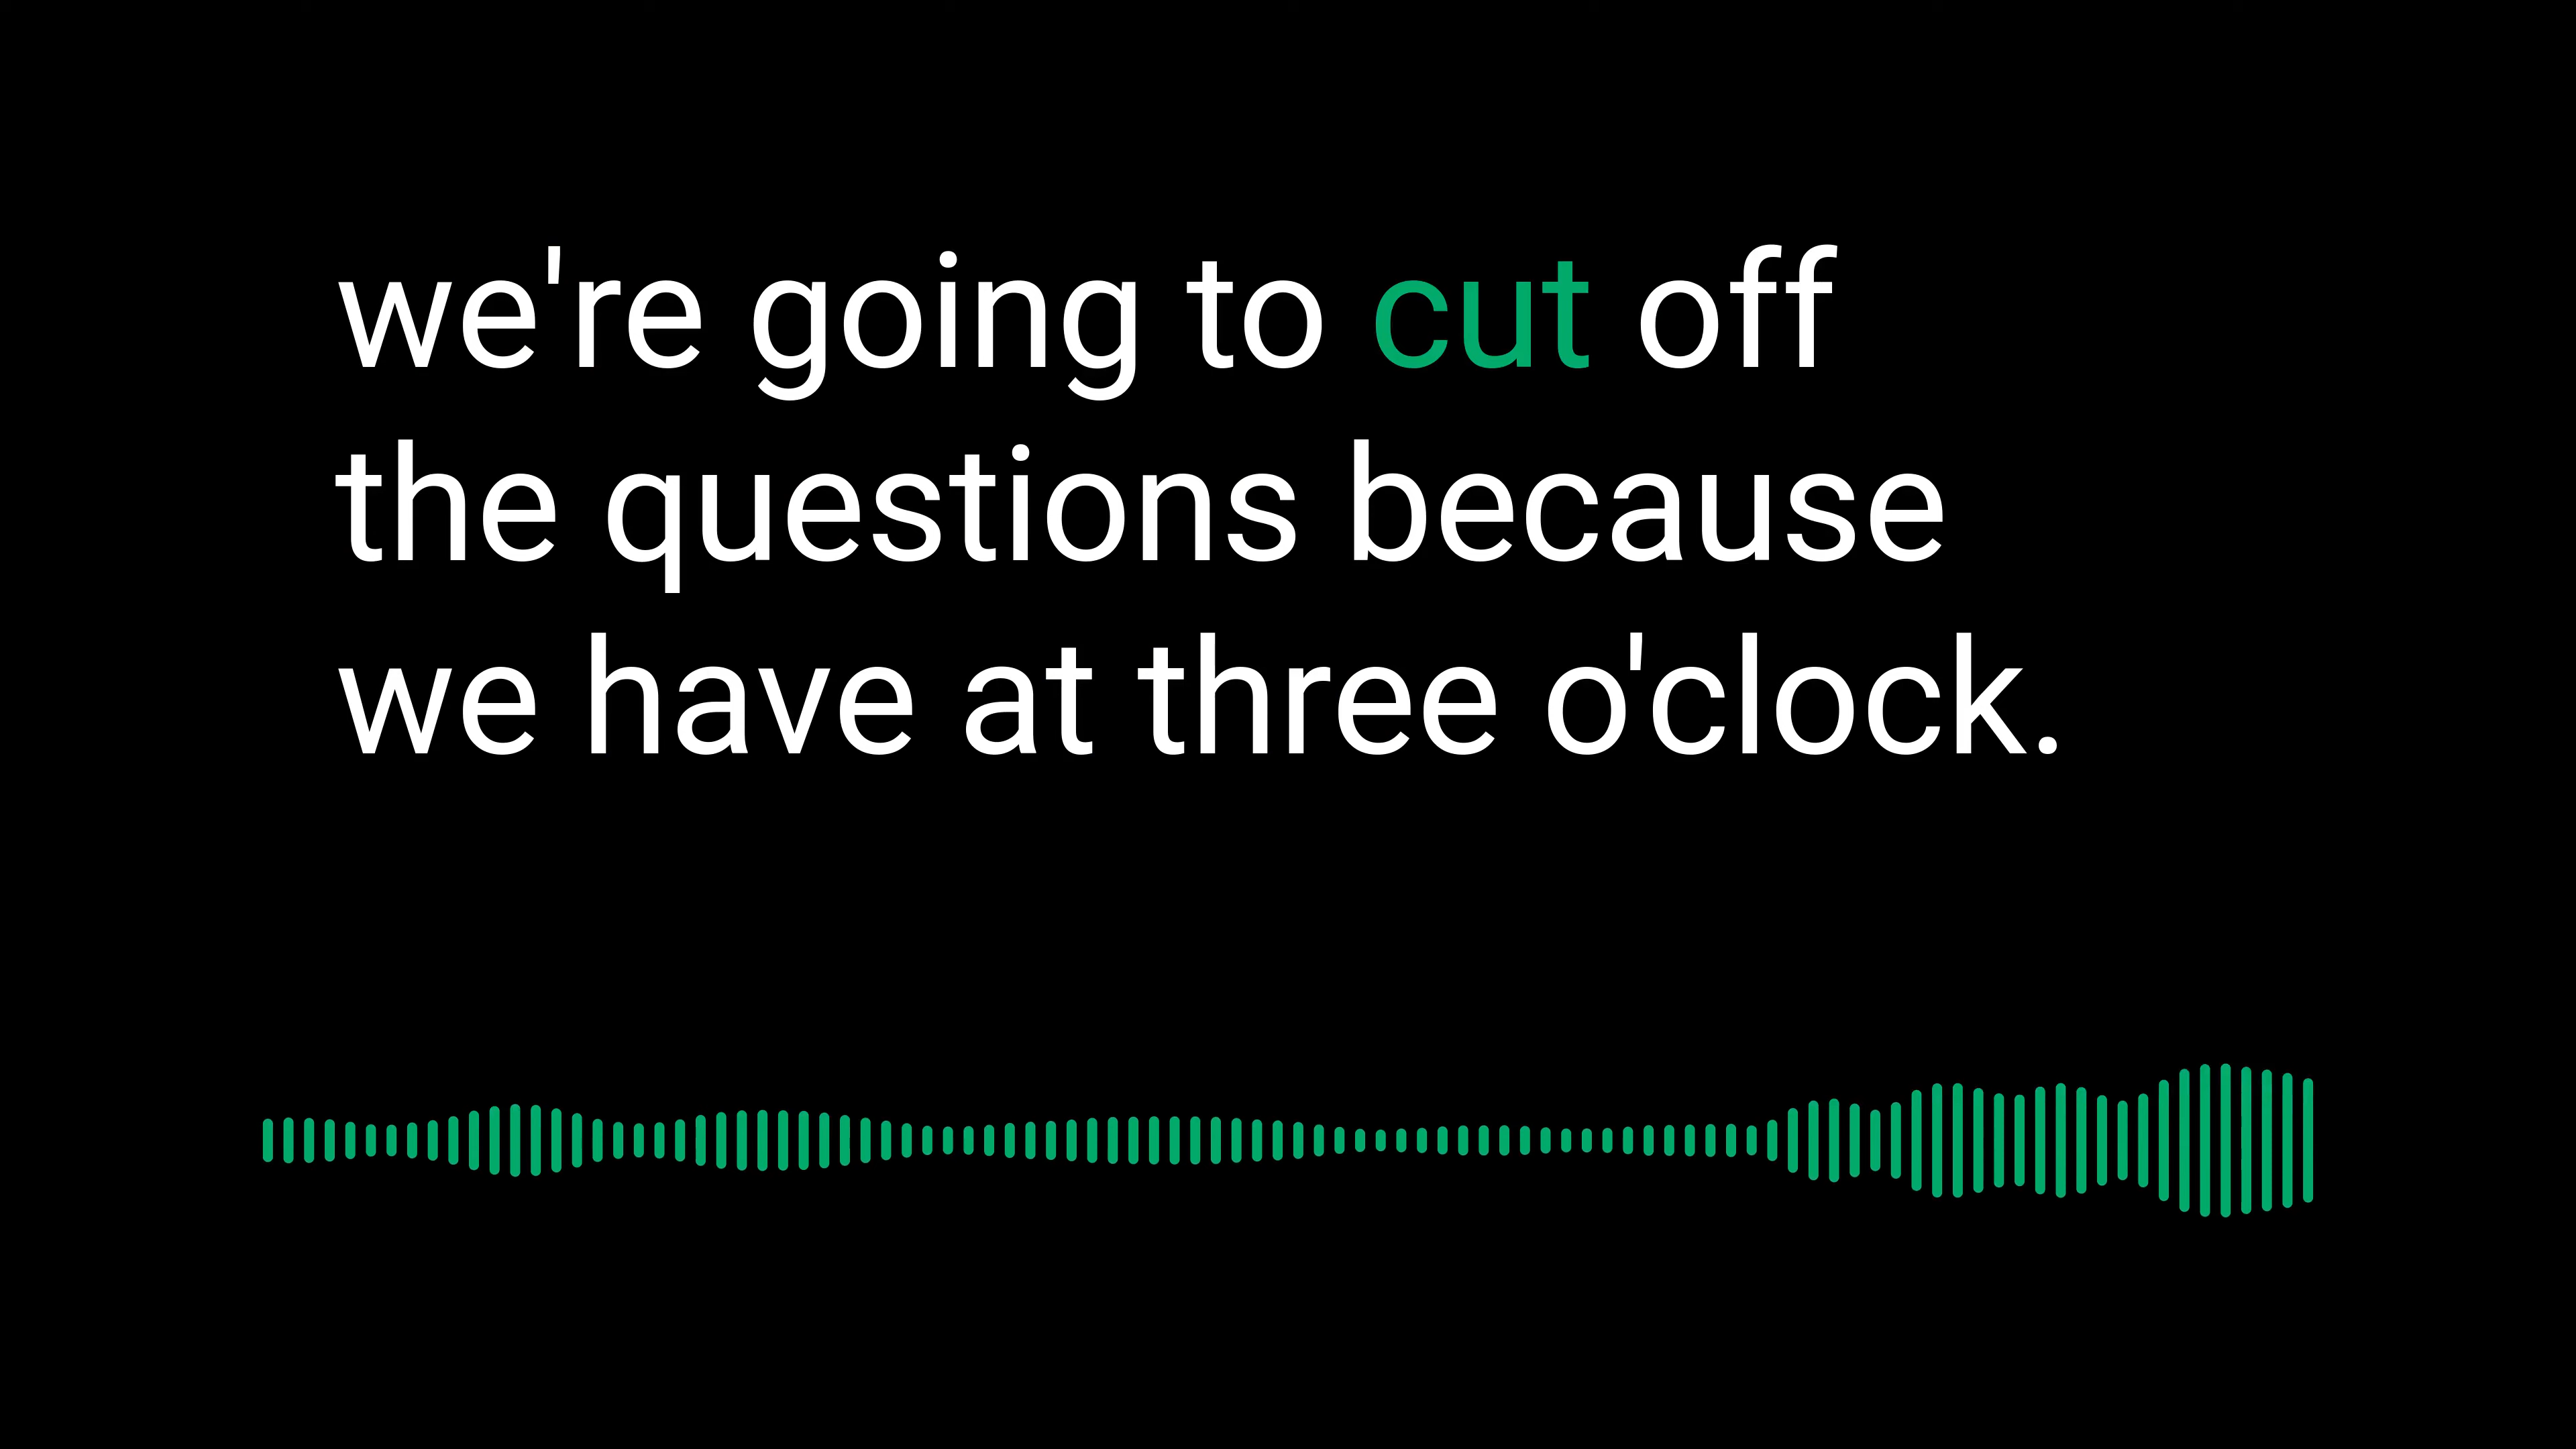 we're going to cut off
the questions because
we have at three o'clock.